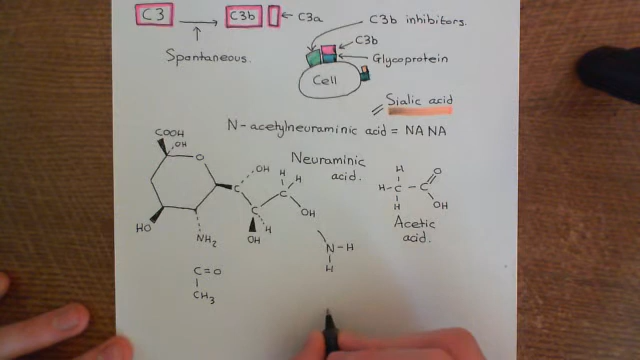 C3
C3b
C3a
Spontaneous.
C3b inhibitors.
C3b
Glycoprotein
Cell
Sialic acid
N-acetylneuraminic acid = NANA
COOH
OH
O
HO
NH2
C
OH
C
H
OH
H
H
C
OH
Neuraminic
acid.
N-H
H
H
H-C-C
H
O
OH
Acetic
acid.
C=O
CH3